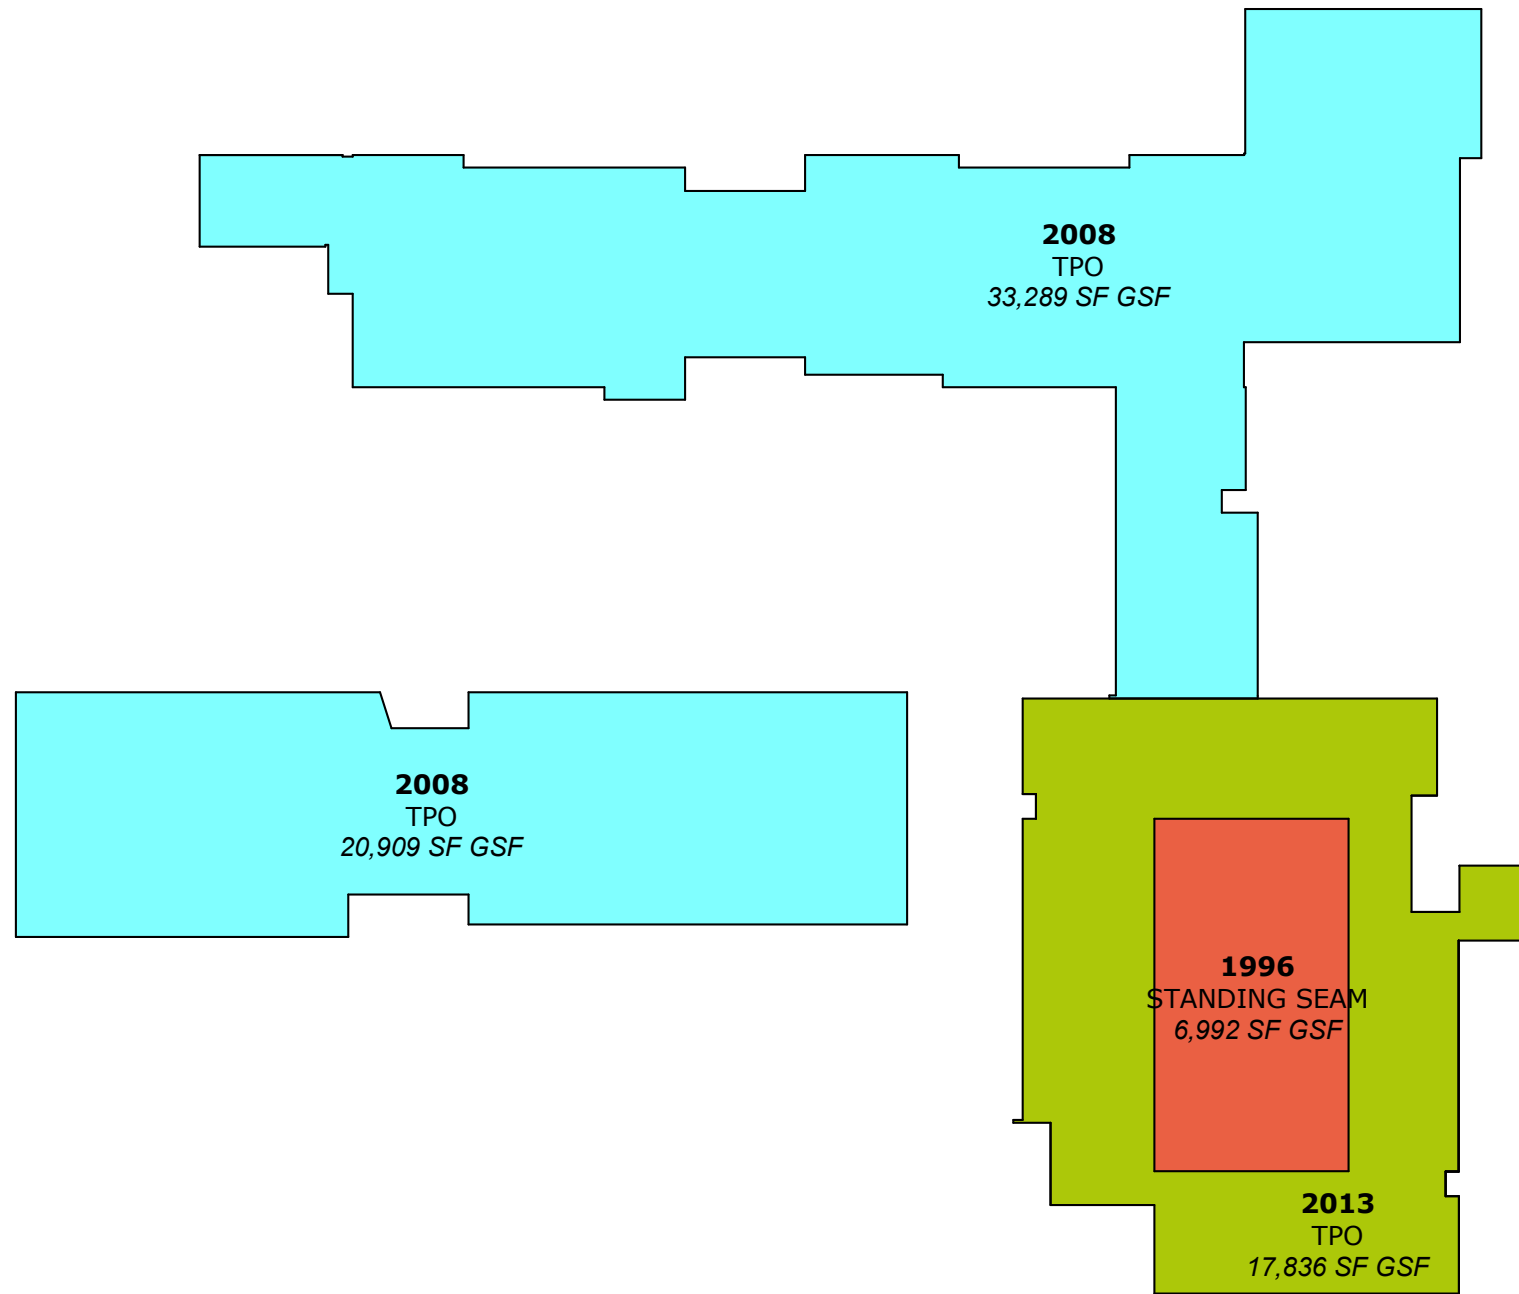 2008
TPO
33,289 SF GSF
2008
TPO
20,909 SF GSF
1996
STANDING SEAM
6,992 SF GSF
2013
TPO
17,836 SF GSF